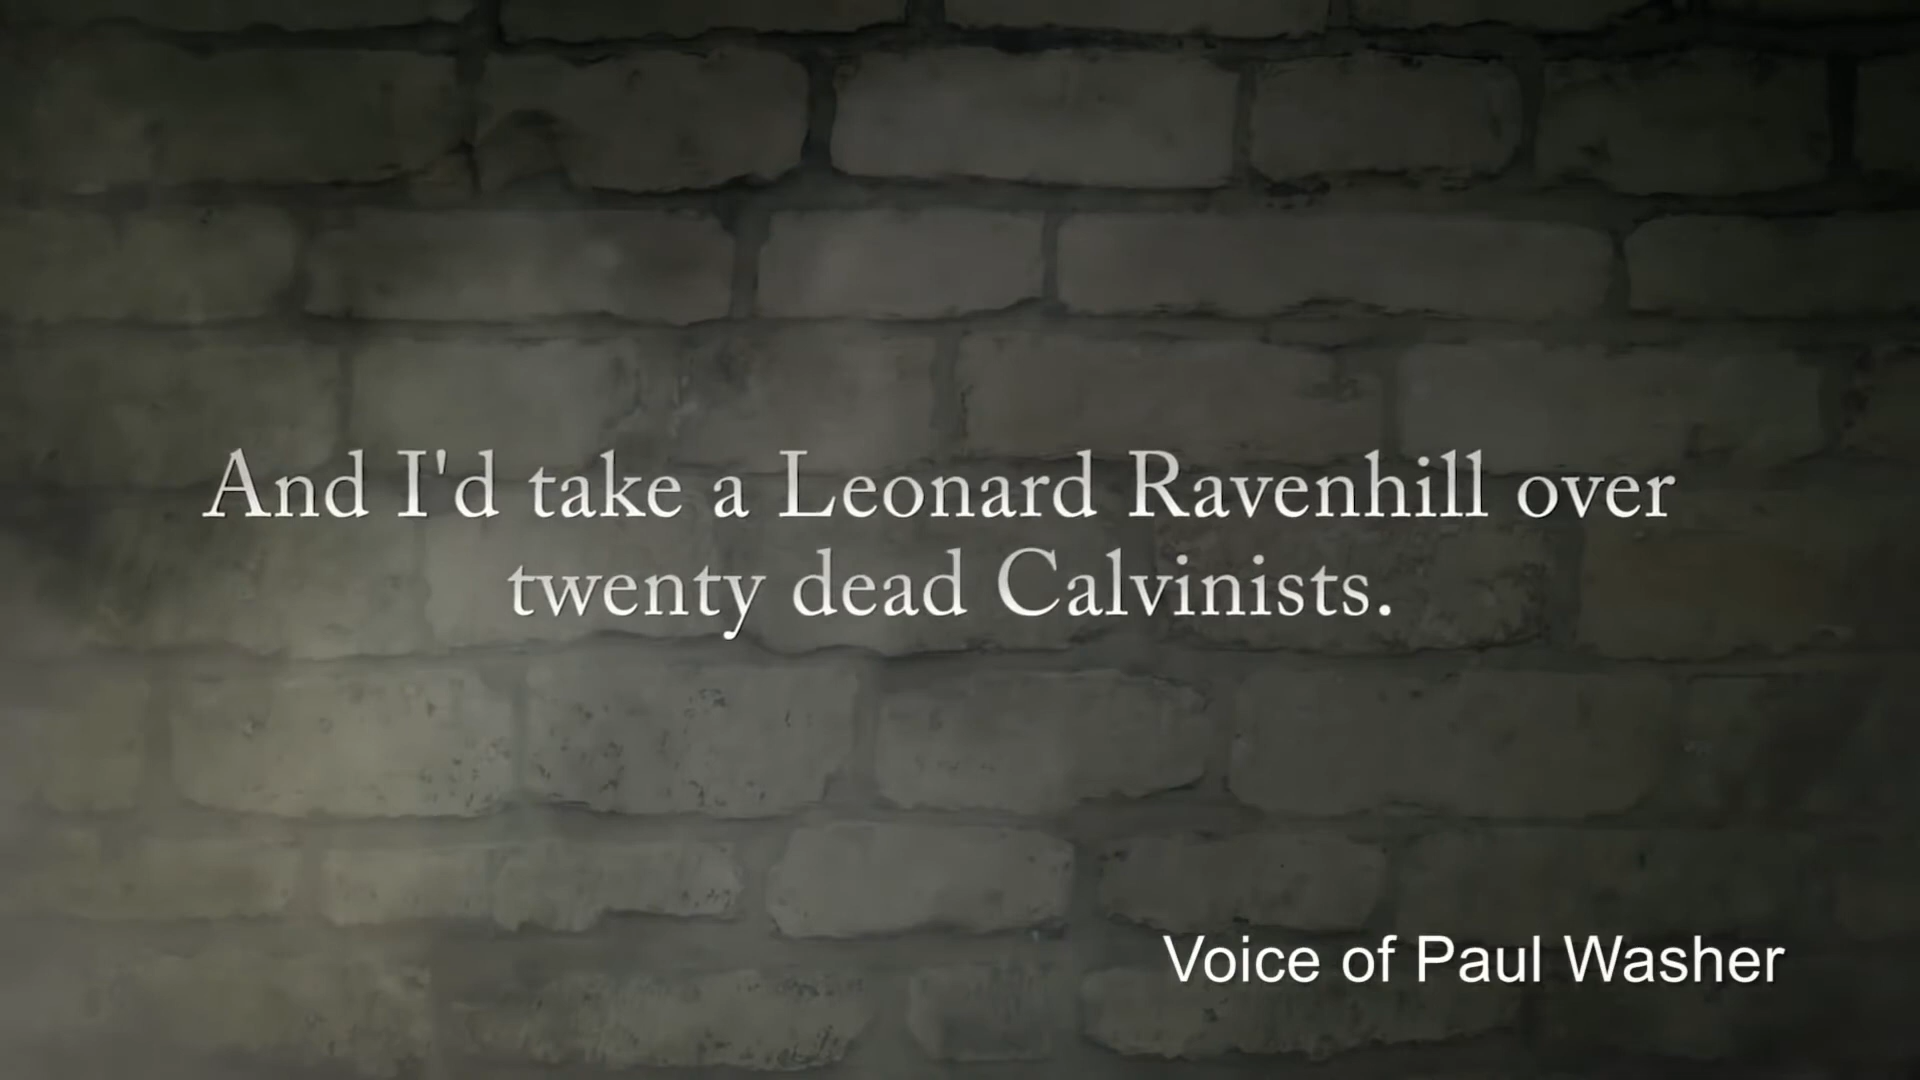 And I'd take a Leonard Ravenhill over
twenty dead Calvinists.
Voice of Paul Washer